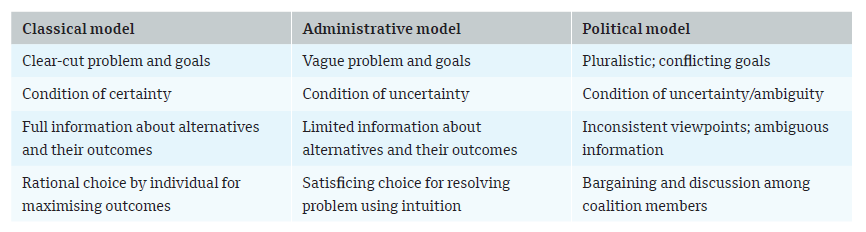 Classical model
Administrative model
Political model
Clear-cut problem and goals
Vague problem and goals
Pluralistic; conflicting goals
Condition of certainty
Condition of uncertainty
Condition of uncertainty/ambiguity
Full information about alternatives
and their outcomes
Limited information about
alternatives and their outcomes
Inconsistent viewpoints; ambiguous
information
Rational choice by individual for
maximising outcomes
Satisficing choice for resolving
problem using intuition
Bargaining and discussion among
coalition members